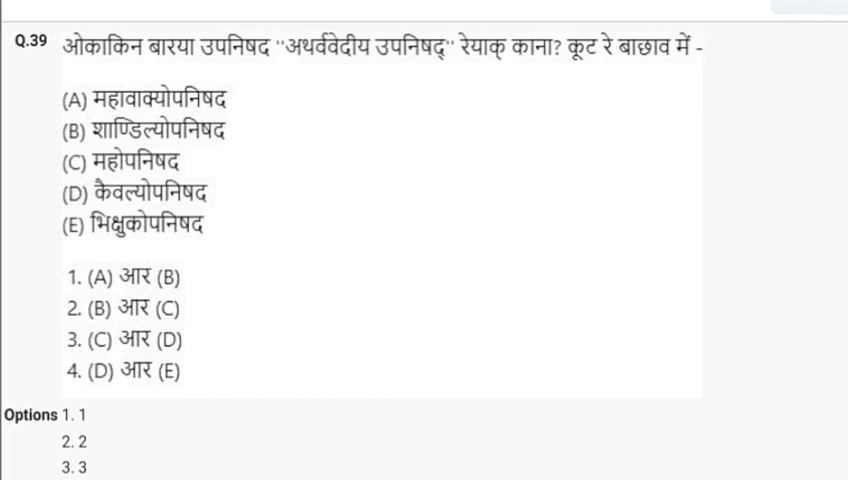 Q.39 ओकाकिन बारया उपनिषद ''अथर्ववेदीय उपनिषद्'' रेयाक् काना? कूट रे बाछाव में -
(A) महावाक्योपनिषद
(B) शाण्डिल्योपनिषद
(C) महोपनिषद
(D) कैवल्योपनिषद
(E) भिक्षुकोपनिषद
1. (A) आर (B)
2. (B) आर (C)
3. (C) आर (D)
4. (D) आर (E)
Options 1. 1
2. 2
3. 3